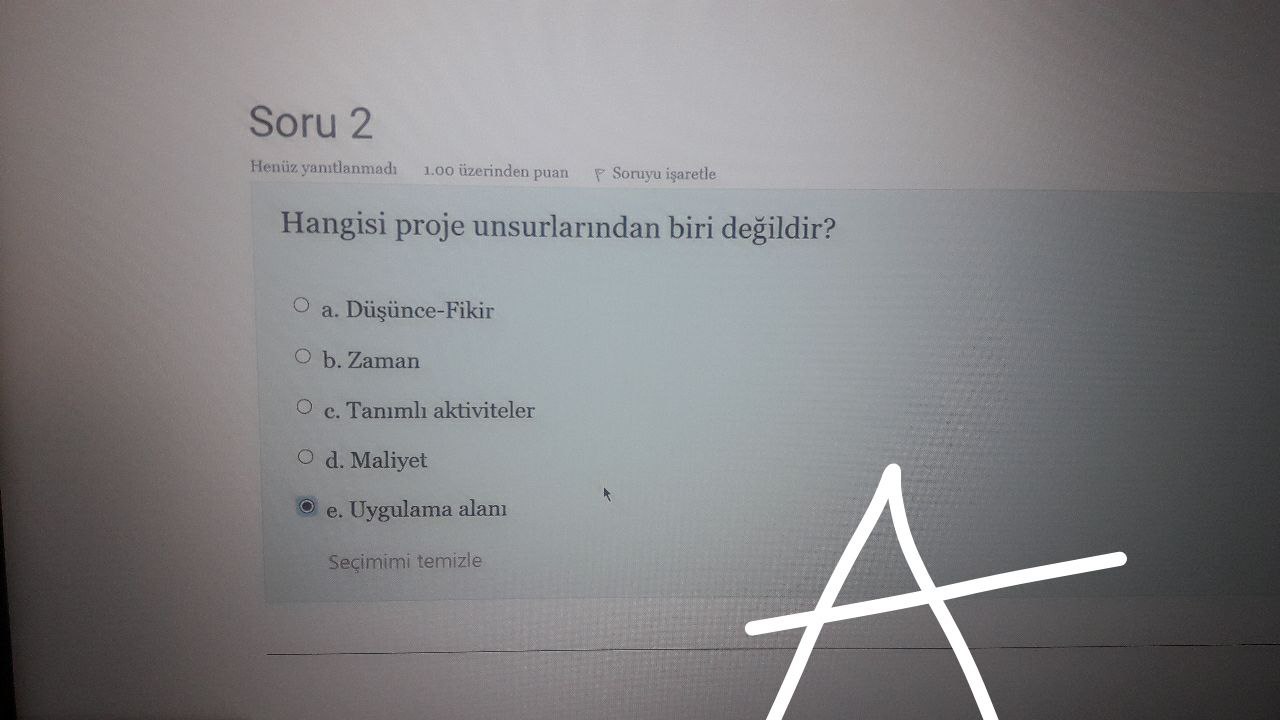 Soru 2
Henüz yanıtlanmadı 1.00 üzerinden puan Soruyu işaretle
Hangisi proje unsurlarından biri değildir?
a. Düşünce-Fikir
b. Zaman
c. Tanımlı aktiviteler
d. Maliyet
e. Uygulama alanı
Seçimimi temizle
A